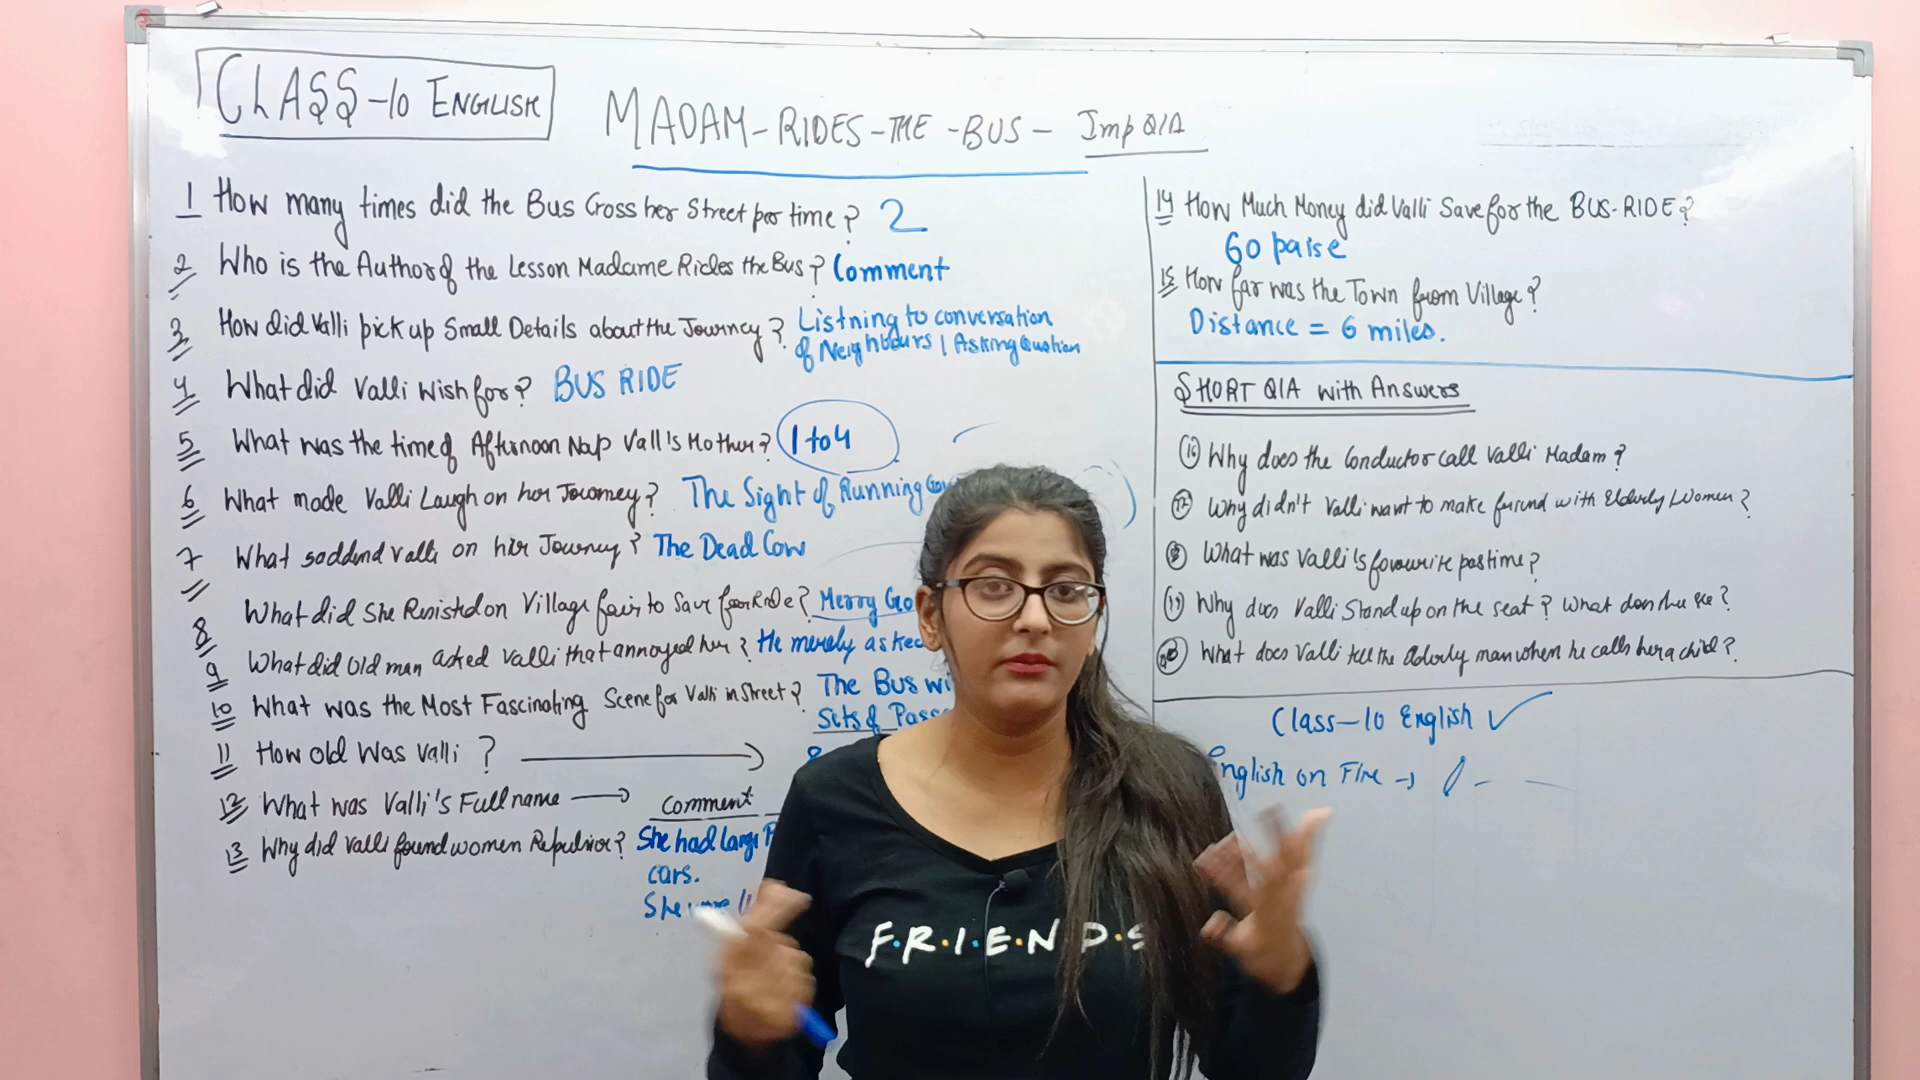 CLASS-10 ENGLISH
MADAM-RIDES-THE-BUS- Imp Q/A
1 How many times did the Bus Cross her Street per time? 2
2 Who is the Author of the Lesson Madame Rides the Bus? Comment
3 How did Valli pick up Small Details about the Journey? Listning to conversation
of Neighbours / Asking Qustion
4 What did Valli Wish for? BUS RIDE
5 What was the time of Afternoon Nap Vall's Mother? 1 to 4
6 What made Valli Laugh on her Journey? The Sight of Running
7 What saddend Valli on her Journey? The Dead Cow
8 What did She Resisted on Village fair to Save for Ride? Merry Go
9 What did Old man asked Valli that annoyed her? He merely asked
10 What was the Most Fascinating Scene for Valli in Street? The Bus
Sets of
11 How old Was Valli?
12 What was Valli's Full name Comment
13 Why did Valli found women Repulsive? She had large
ears.
She
14 How Much Money did Valli Save for the BUS-RIDE?
60 paise
15 How far was the Town from Village?
Distance = 6 miles.
SHORT Q/A with Answers
16 Why does the Conductor call Valli Madam?
17 Why didn't Valli want to make friend with Elderly Women?
18 What was Valli's favourite pastime?
19 Why does Valli Stand up on the seat? What does she see?
20 What does Valli tell the Elderly man when he calls her a child?
Class-10 English
English on Fire
F.R.I.E.N.D.S